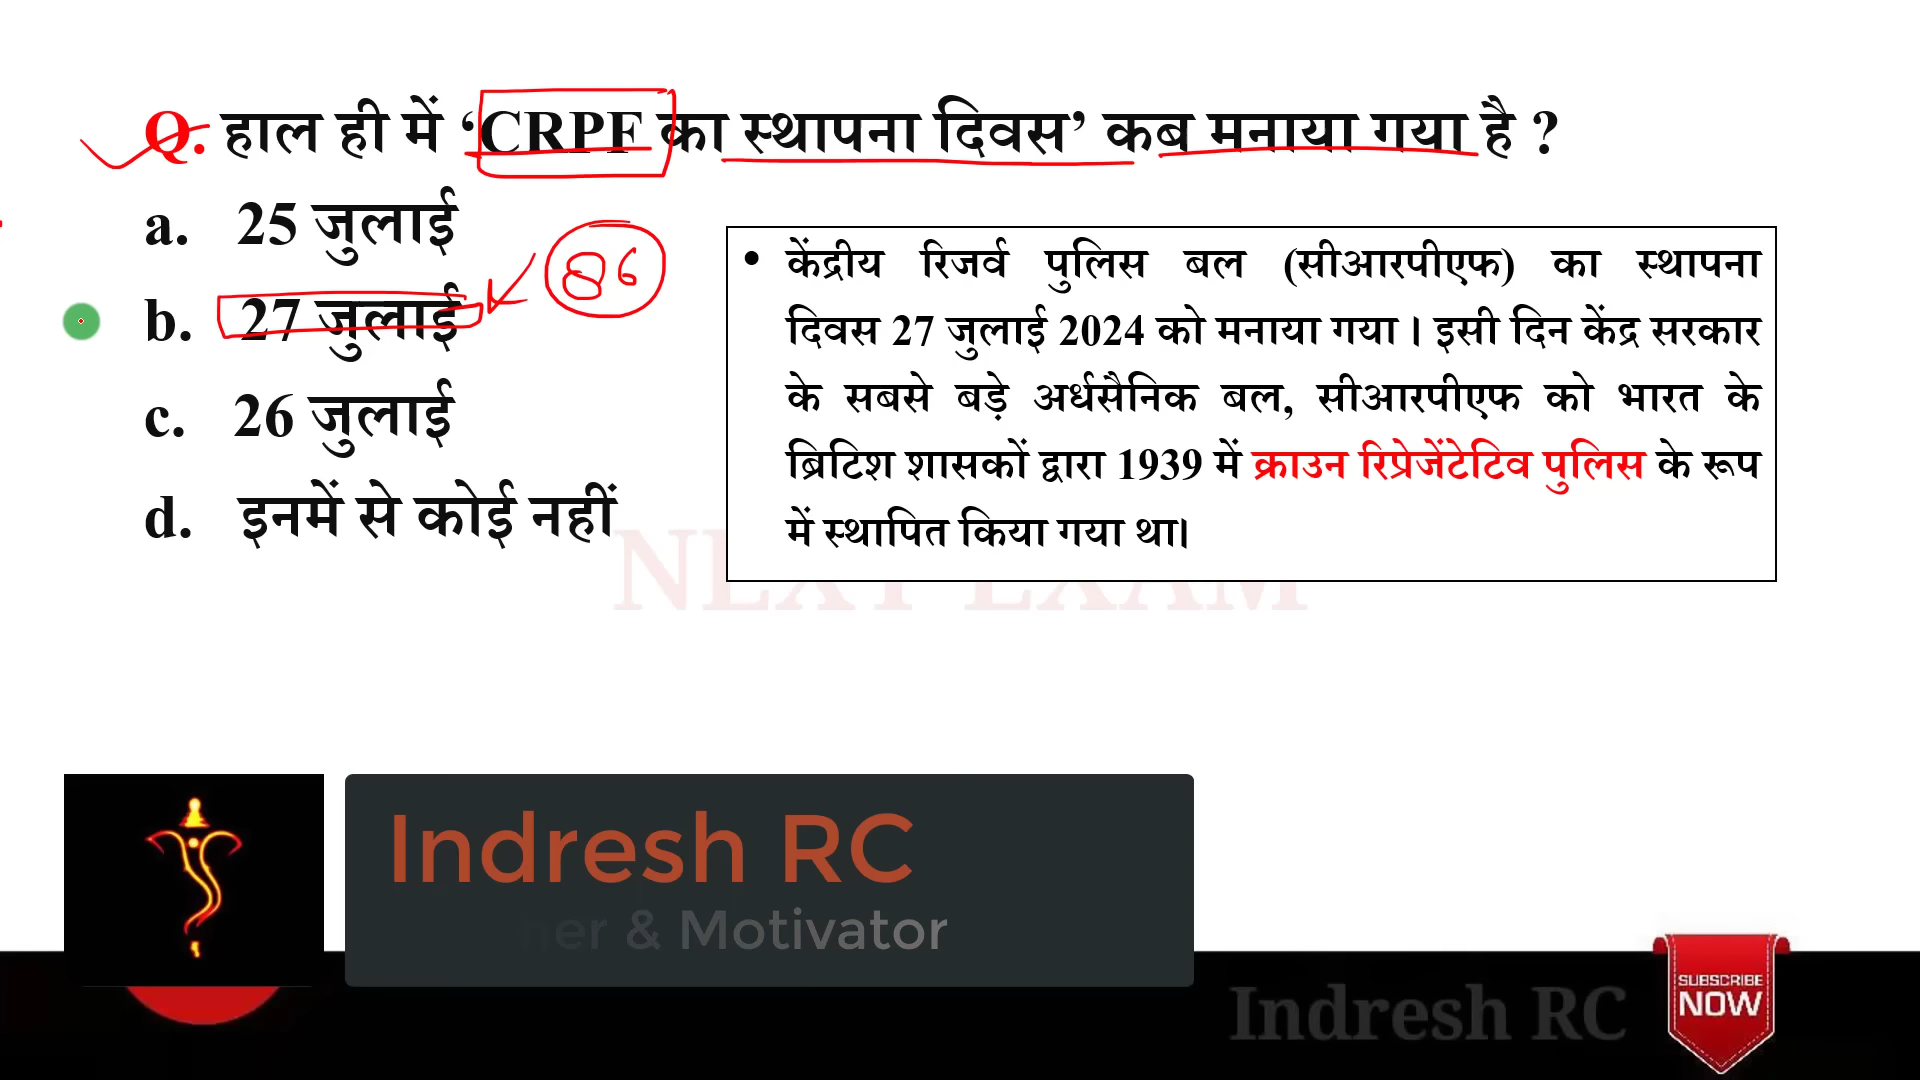 Q. हाल ही में ‘CRPF का स्थापना दिवस’ कब मनाया गया है ?
a. 25 जुलाई
b. 27 जुलाई
86
c. 26 जुलाई
d. इनमें से कोई नहीं
• केंद्रीय रिजर्व पुलिस बल (सीआरपीएफ) का स्थापना
दिवस 27 जुलाई 2024 को मनाया गया। इसी दिन केंद्र सरकार
के सबसे बड़े अर्धसैनिक बल, सीआरपीएफ को भारत के
ब्रिटिश शासकों द्वारा 1939 में क्राउन रिप्रेजेंटेटिव पुलिस के रूप
में स्थापित किया गया था।
NEXT EXAM
Indresh RC
her & Motivator
Indresh RC
SUBSCRIBE
NOW